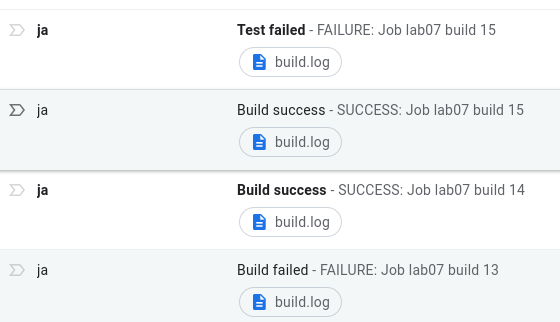 ja Test failed - FAILURE: Job lab07 build 15
build.log
ja Build success - SUCCESS: Job lab07 build 15
build.log
ja Build success - SUCCESS: Job lab07 build 14
build.log
ja Build failed - FAILURE: Job lab07 build 13
build.log